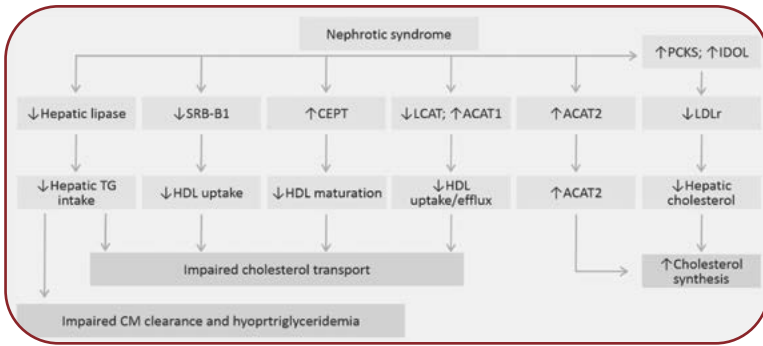 Nephrotic syndrome
↑PCKS; ↑IDOL
↓Hepatic lipase
↓SRB-B1
↑CEPT
↓LCAT; ↑ACAT1
↑ACAT2
↓LDLr
↓Hepatic TG
intake
↓HDL uptake
↓HDL maturation
↓HDL
uptake/efflux
↑ACAT2
↓Hepatic
cholesterol
Impaired cholesterol transport
↑Cholesterol
synthesis
Impaired CM clearance and hyoprtriglyceridemia